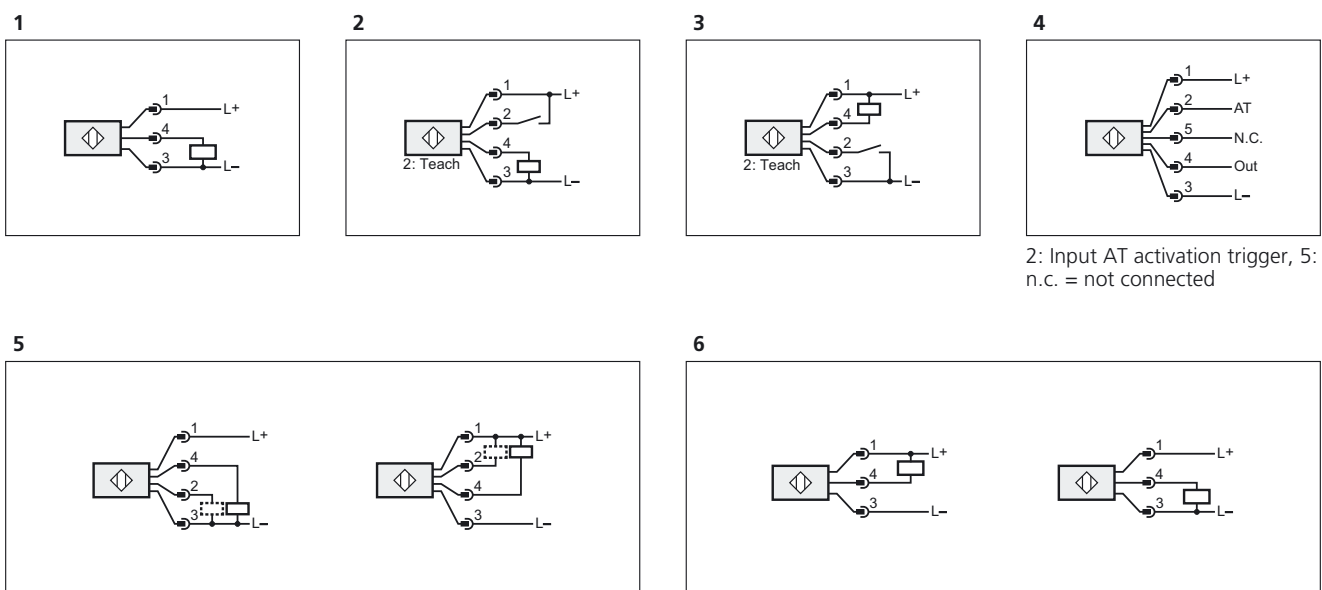 1
1
L+
4
3
L–
2
1
L+
2
4
2: Teach
3
L–
3
1
L+
4
2
2: Teach
3
L–
4
1
L+
2
AT
5
N.C.
4
Out
3
L–
2: Input AT activation trigger, 5:
n.c. = not connected
5
1
L+
4
2
3
L–
1
L+
2
4
3
L–
6
1
L+
4
3
L–
1
L+
4
3
L–